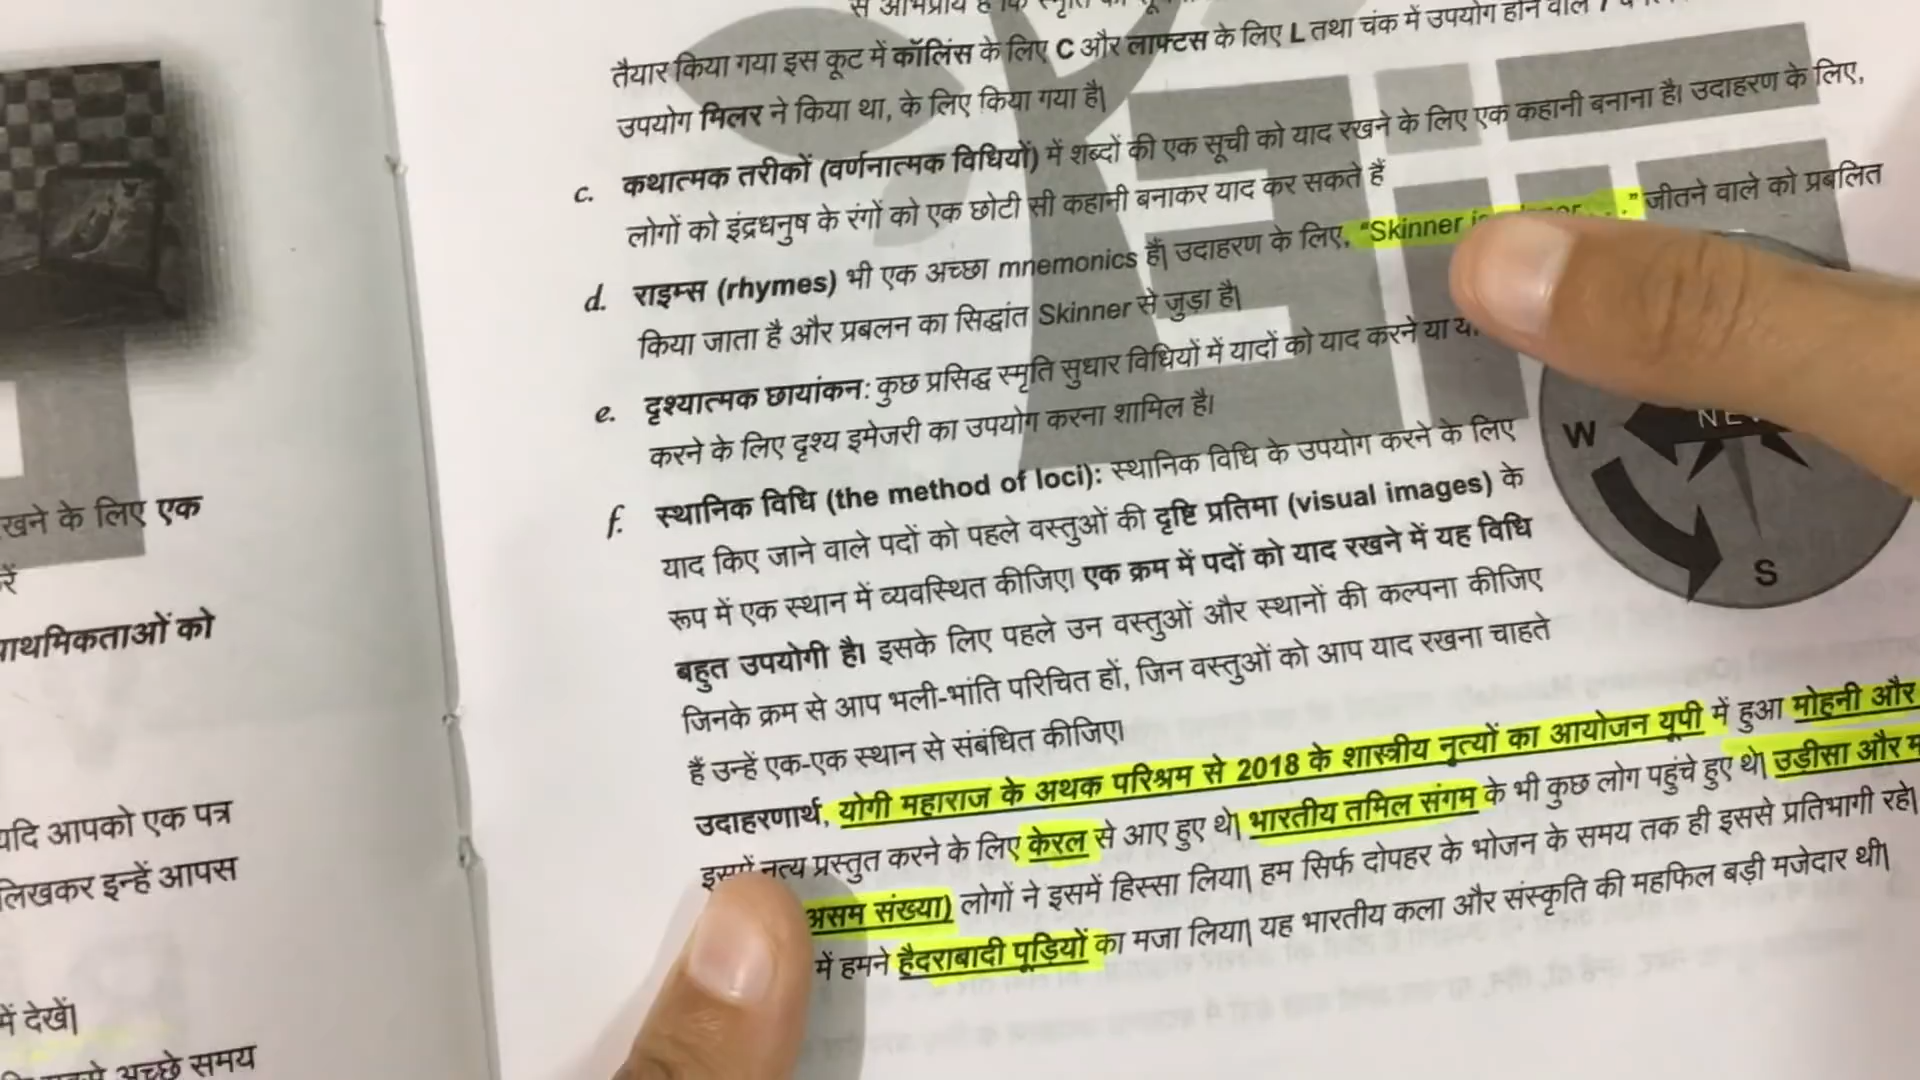 खने के लिए एक
रें
ाथमिकताओं को
यदि आपको एक पत्र
लिखकर इन्हें आपस
में देखें|
अच्छे समय
तैयार किया गया इस कूट में कॉलिंस के लिए C और लाफ्टस के लिए L तथा चंक में उपयोग होने वाले
उपयोग मिलर ने किया था, के लिए किया गया है|
c. कथात्मक तरीकों (वर्णनात्मक विधियों) में शब्दों की एक सूची को याद रखने के लिए एक कहानी बनाना है। उदाहरण के लिए,
लोगों को इंद्रधनुष के रंगों को एक छोटी सी कहानी बनाकर याद कर सकते हैं
d. राइम्स (rhymes) भी एक अच्छा mnemonics हैं| उदाहरण के लिए, "Skinner ." जीतने वाले को प्रबलित
किया जाता है और प्रबलन का सिद्धांत Skinner से जुड़ा है|
e. दृश्यात्मक छायांकन: कुछ प्रसिद्ध स्मृति सुधार विधियों में यादों को याद करने या
करने के लिए दृश्य इमेजरी का उपयोग करना शामिल है।
f. स्थानिक विधि (the method of loci): स्थानिक विधि के उपयोग करने के लिए
याद किए जाने वाले पदों को पहले वस्तुओं की दृष्टि प्रतिमा (visual images) के
रूप में एक स्थान में व्यवस्थित कीजिए। एक क्रम में पदों को याद रखने में यह विधि
बहुत उपयोगी है। इसके लिए पहले उन वस्तुओं और स्थानों की कल्पना कीजिए
जिनके क्रम से आप भली-भांति परिचित हों, जिन वस्तुओं को आप याद रखना चाहते
हैं उन्हें एक-एक स्थान से संबंधित कीजिए।
W
S
उदाहरणार्थ, योगी महाराज के अथक परिश्रम से 2018 के शास्त्रीय नृत्यों का आयोजन यूपी में हुआ मोहनी और
इसमें नृत्य प्रस्तुत करने के लिए केरल से आए हुए थे| भारतीय तमिल संगम के भी कुछ लोग पहुंचे हुए थे| उड़ीसा और
असम संख्या) लोगों ने इसमें हिस्सा लिया| हम सिर्फ दोपहर के भोजन के समय तक ही इससे प्रतिभागी रहे|
में हमने हैदराबादी पूड़ियों का मजा लिया| यह भारतीय कला और संस्कृति की महफिल बड़ी मजेदार थी|